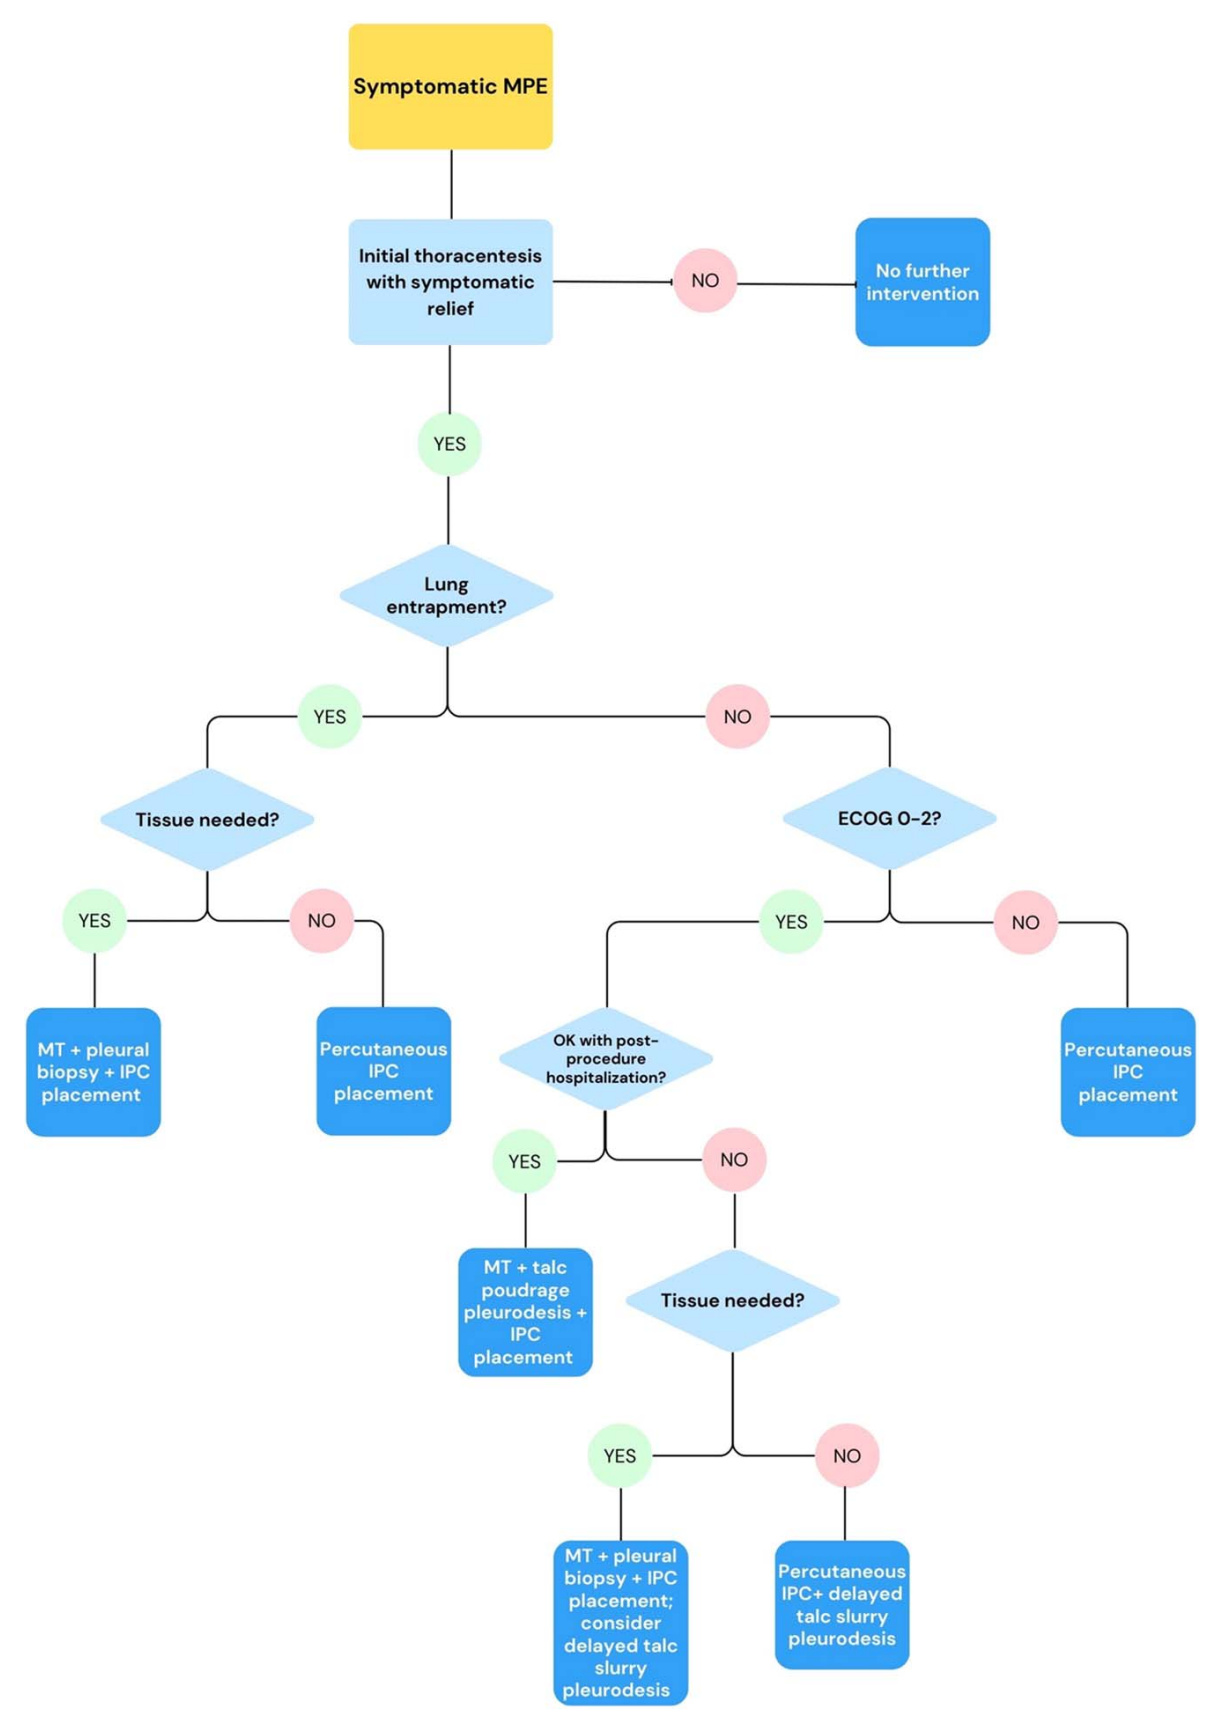 Symptomatic MPE
Initial thoracentesis
with symptomatic
relief
NO
No further
intervention
YES
Lung
entrapment?
YES
NO
Tissue needed?
ECOG 0-2?
YES
NO
YES
NO
MT + pleural
biopsy + IPC
placement
Percutaneous
IPC
placement
OK with post-
procedure
hospitalization?
Percutaneous
IPC
placement
YES
NO
MT + talc
poudrage
pleurodesis +
IPC
placement
Tissue needed?
YES
NO
MT + pleural
biopsy + IPC
placement;
consider
delayed talc
slurry
pleurodesis
Percutaneous
IPC+ delayed
talc slurry
pleurodesis